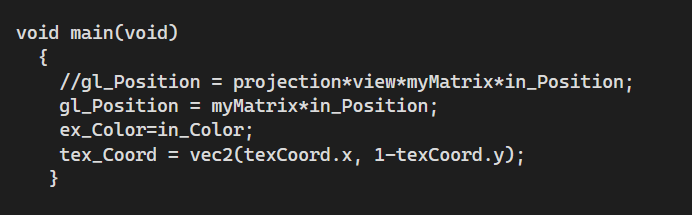 void main(void)
{
//gl_Position = projection*view*myMatrix*in_Position;
gl_Position = myMatrix*in_Position;
ex_Color=in_Color;
tex_Coord = vec2(texCoord.x, 1-texCoord.y);
}